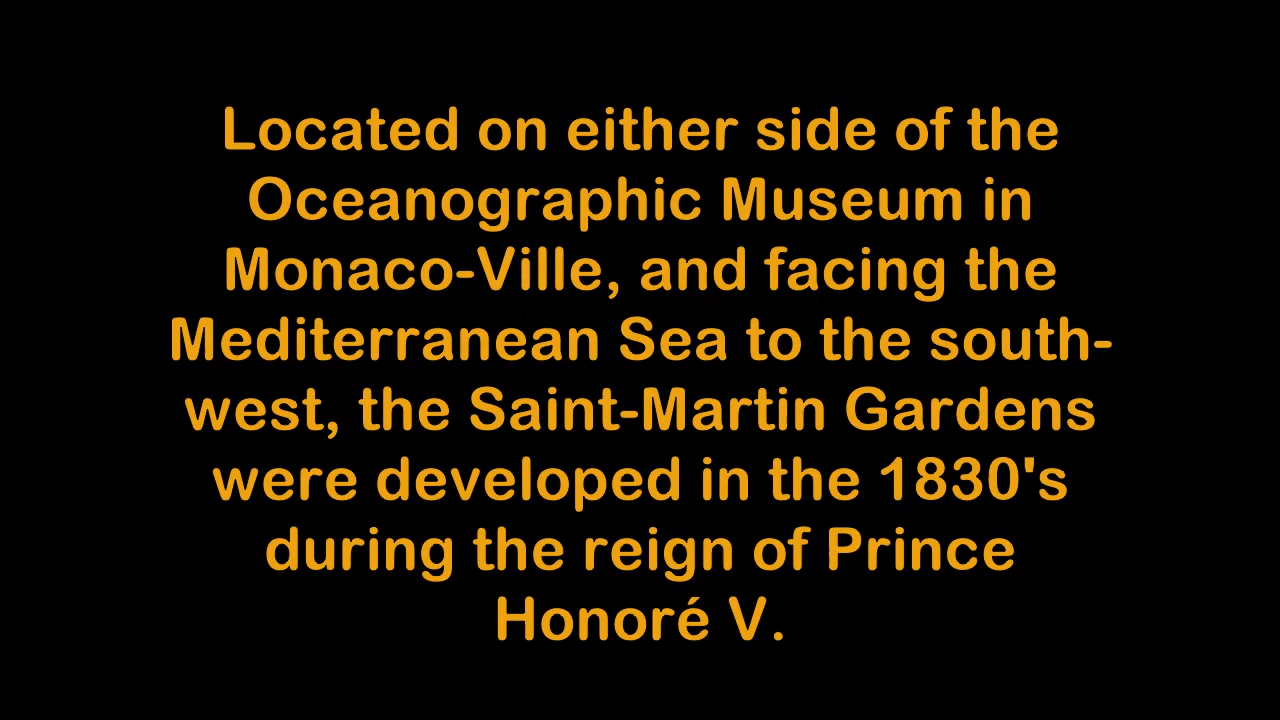 Located on either side of the
Oceanographic Museum in
Monaco-Ville, and facing the
Mediterranean Sea to the south-
west, the Saint-Martin Gardens
were developed in the 1830's
during the reign of Prince
Honoré V.